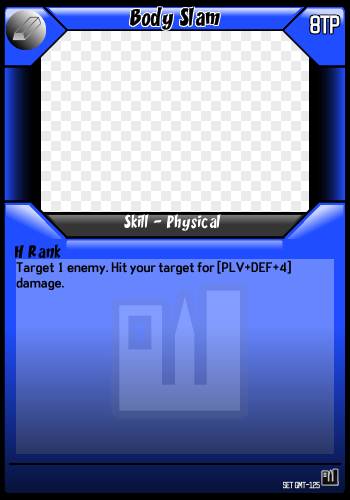 Body Slam
8TP
Skill - Physical
H Rank
Target 1 enemy. Hit your target for [PLV+DEF+4]
damage.
SET GMT-125